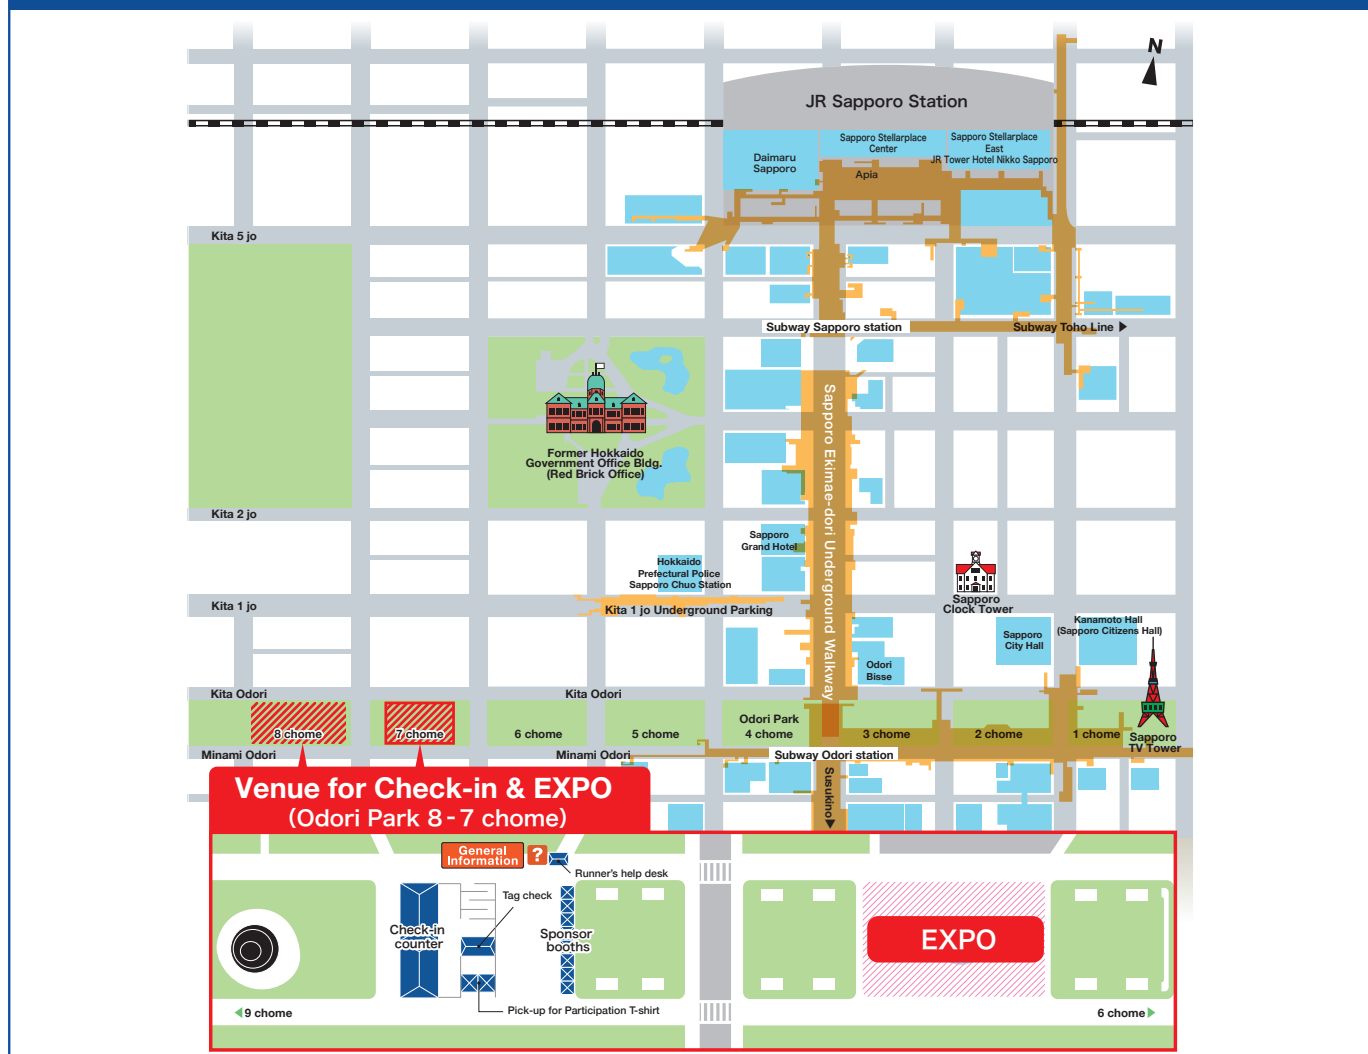 N
JR Sapporo Station
Daimaru
Sapporo
Sapporo Stellarplace
Center
Sapporo Stellarplace
East
JR Tower Hotel Nikko Sapporo
Apia
Kita 5 jo
Subway Sapporo station
Subway Toho Line ▶
Sapporo Ekimae-dori Underground Walkway
Former Hokkaido
Government Office Bldg.
(Red Brick Office)
Kita 2 jo
Sapporo
Grand Hotel
Hokkaido
Prefectural Police
Sapporo Chuo Station
Sapporo
Clock Tower
Kita 1 jo
Kita 1 jo Underground Parking
Kanamoto Hall
(Sapporo Citizens Hall)
Sapporo
City Hall
Odori
Bisse
Kita Odori
Kita Odori
8 chome
7 chome
6 chome
5 chome
Odori Park
4 chome
3 chome
2 chome
1 chome
Sapporo
TV Tower
Minami Odori
Minami Odori
Subway Odori station
Susukino▶
Venue for Check-in & EXPO
(Odori Park 8-7 chome)
General
Information
?
Runner's help desk
Tag check
Check-in
counter
Sponsor
booths
EXPO
Pick-up for Participation T-shirt
◀9 chome
6 chome▶